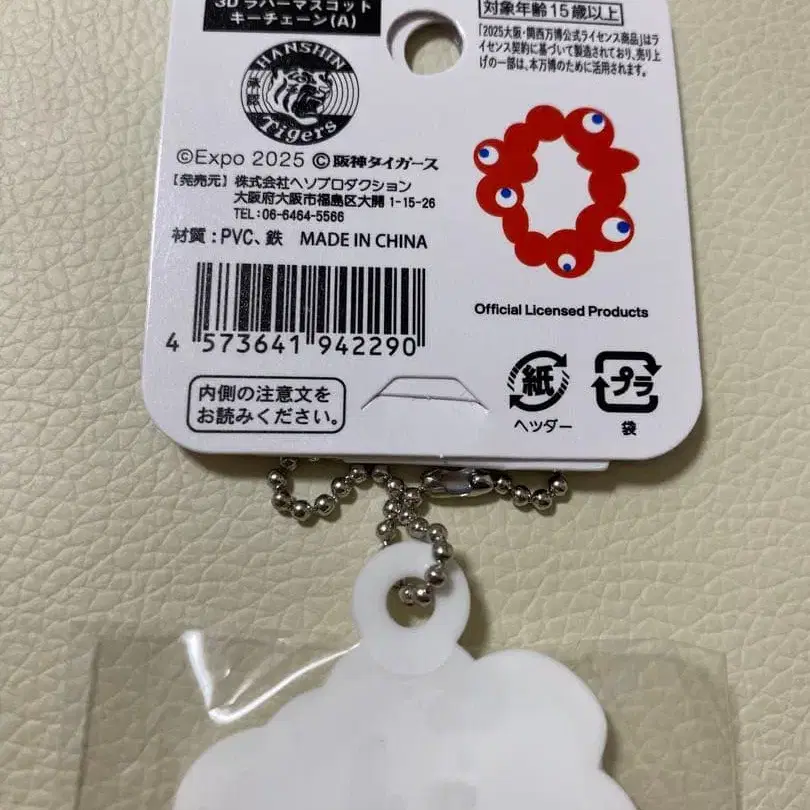 3Dラバーマスコット
キーチェーン(A)
対象年齢15歳以上
「2025大阪・関西万博公式ライセンス商品」はラ
イセンス契約に基づいて製造されており、売り上
げの一部は、本万博のために活用されます。
HANSHIN
阪神
Tigers
©Expo 2025 ©阪神タイガース
【発売元】株式会社ヘソプロダクション
大阪府大阪市福島区大開1-15-26
TEL:06-6464-5566
材質:PVC、鉄 MADE IN CHINA
4 573641 942290
Official Licensed Products
内側の注意文を
お読みください。
紙
ヘッダー
プラ
袋